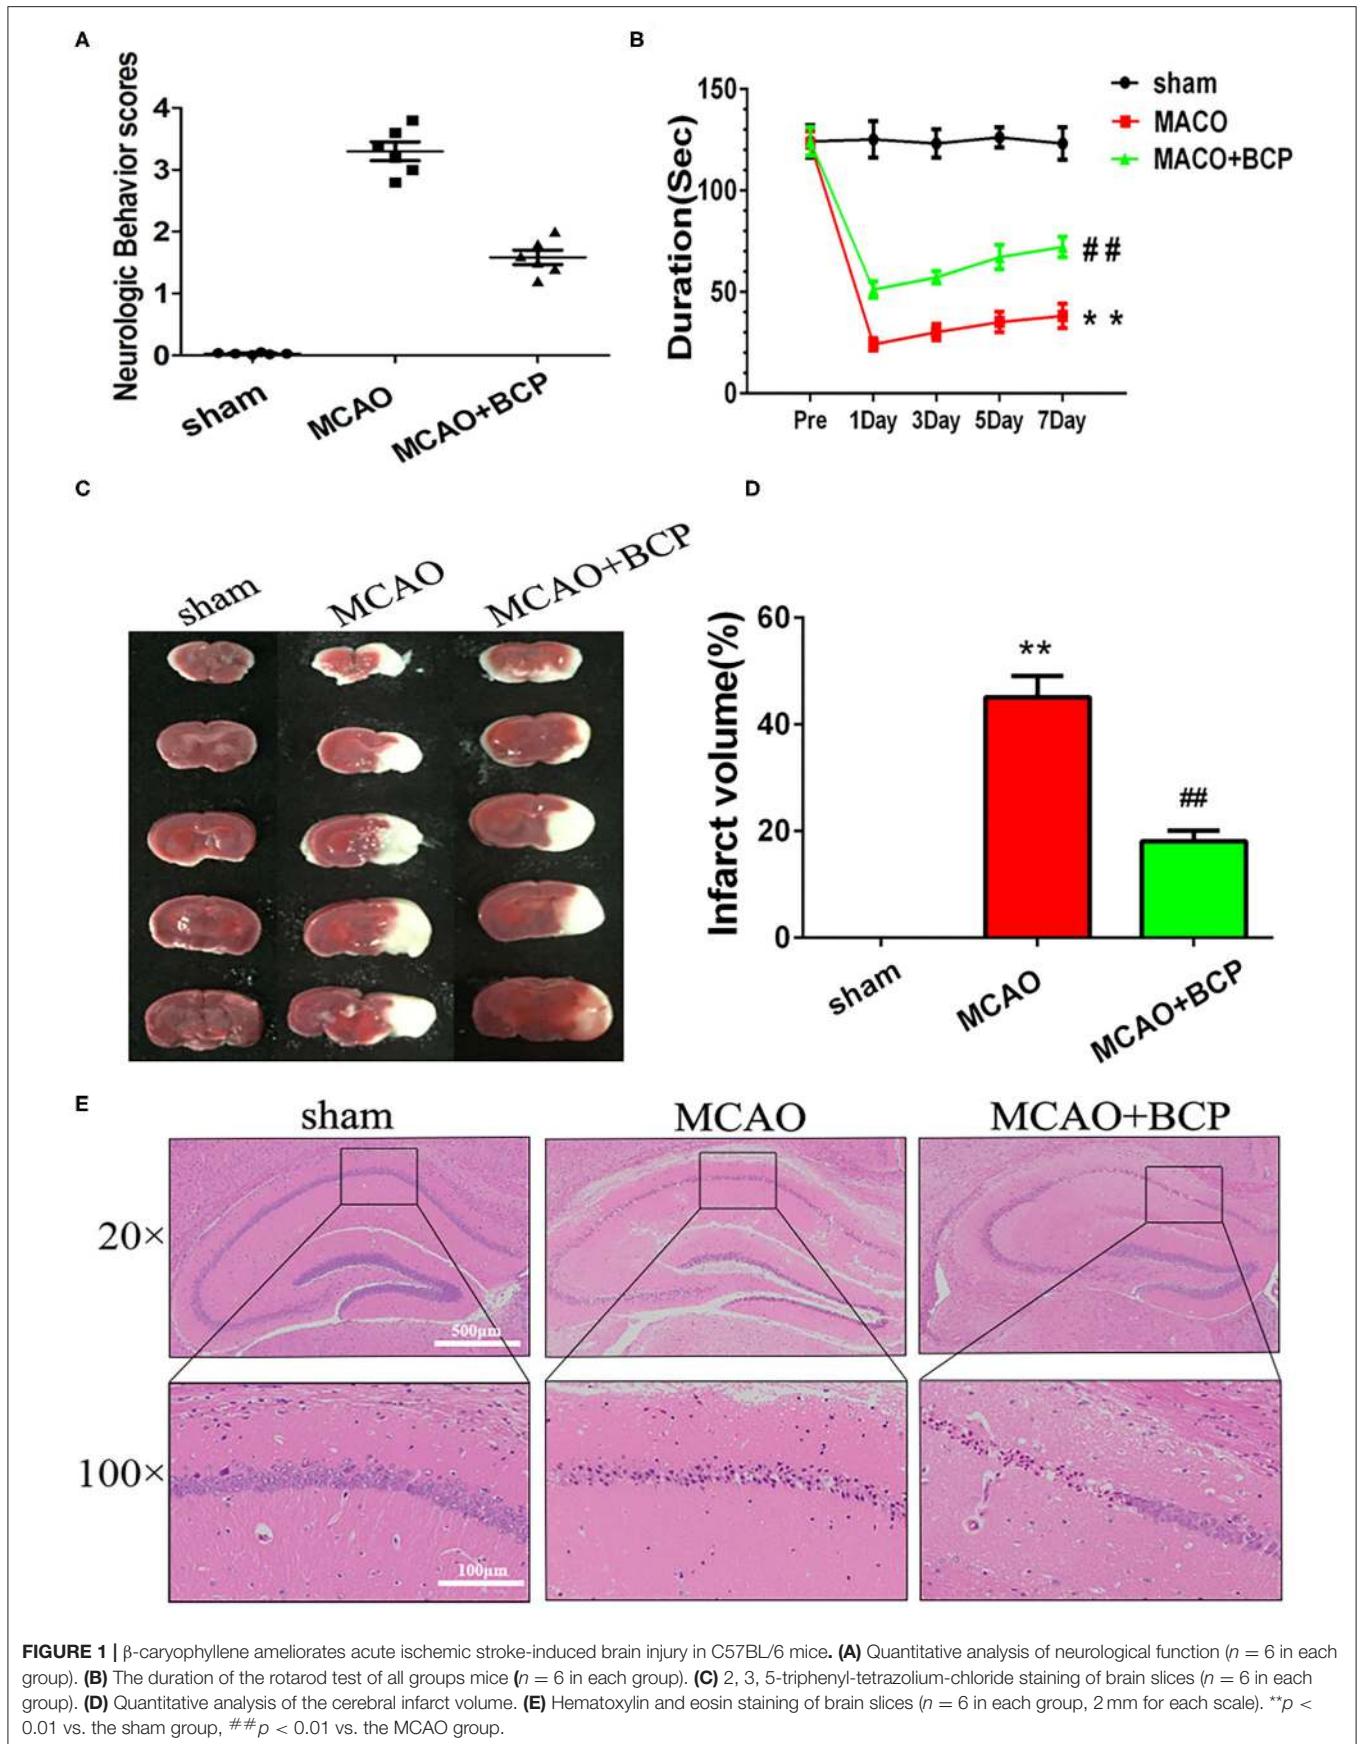 A
Neurologic Behavior scores
4
3
2
1
0
sham
MCAO
MCAO+BCP
B
Duration(Sec)
150
100
50
0
Pre 1Day 3Day 5Day 7Day
sham
MACO
MACO+BCP
##
* *
C
sham
MCAO
MCAO+BCP
D
Infarct volume(%)
60
40
20
0
**
##
sham
MCAO
MCAO+BCP
E
sham MCAO MCAO+BCP
20×
500μm
100×
100μm
FIGURE 1 | β-caryophyllene ameliorates acute ischemic stroke-induced brain injury in C57BL/6 mice. (A) Quantitative analysis of neurological function (n = 6 in each
group). (B) The duration of the rotarod test of all groups mice (n = 6 in each group). (C) 2, 3, 5-triphenyl-tetrazolium-chloride staining of brain slices (n = 6 in each
group). (D) Quantitative analysis of the cerebral infarct volume. (E) Hematoxylin and eosin staining of brain slices (n = 6 in each group, 2 mm for each scale). **p <
0.01 vs. the sham group, ##p < 0.01 vs. the MCAO group.